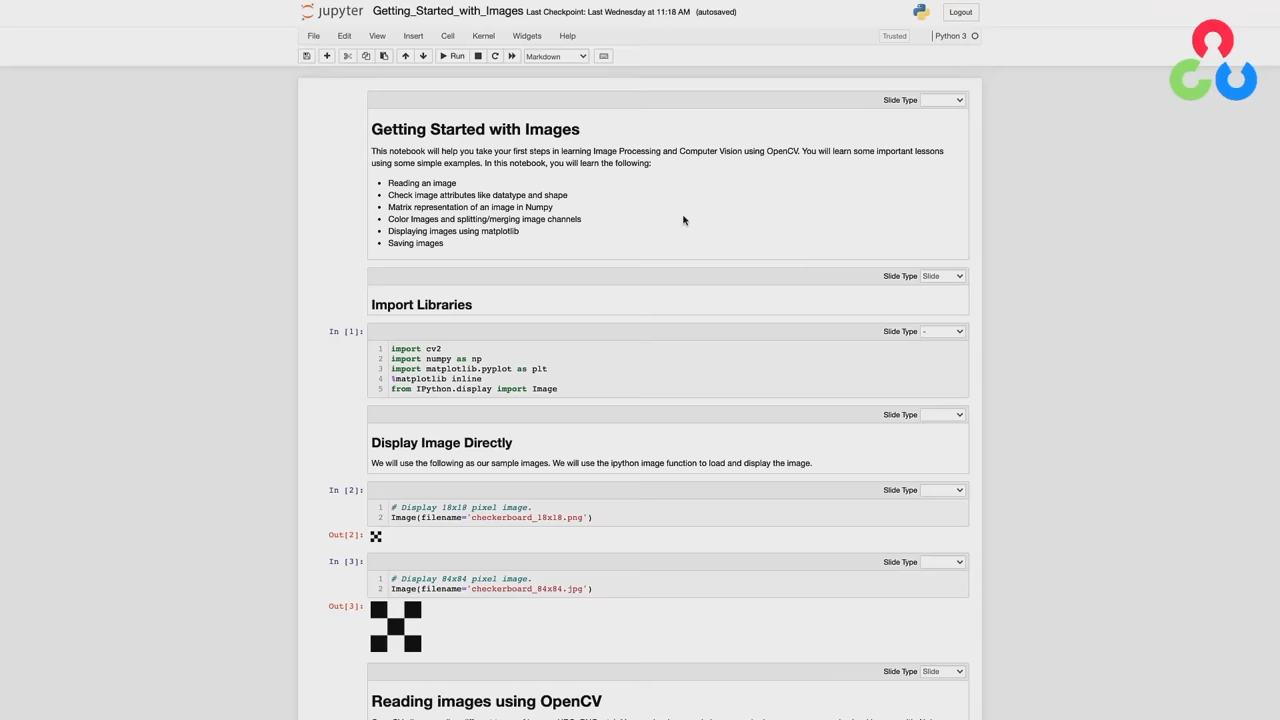 jupyter Getting_Started_with_Images Last Checkpoint: Last Wednesday at 11:18 AM (autosaved) Logout
File Edit View Insert Cell Kernel Widgets Help Trusted Python 3
Run Markdown
Slide Type
Getting Started with Images
This notebook will help you take your first steps in learning Image Processing and Computer Vision using OpenCV. You will learn some important lessons
using some simple examples. In this notebook, you will learn the following:
• Reading an image
• Check image attributes like datatype and shape
• Matrix representation of an image in Numpy
• Color Images and splitting/merging image channels
• Displaying images using matplotlib
• Saving images
Slide Type Slide
Import Libraries
In [1]: Slide Type -
1 import cv2
2 import numpy as np
3 import matplotlib.pyplot as plt
4 %matplotlib inline
5 from IPython.display import Image
Slide Type
Display Image Directly
We will use the following as our sample images. We will use the ipython image function to load and display the image.
In [2]: Slide Type
1 # Display 18x18 pixel image.
2 Image(filename='checkerboard_18x18.png')
Out[2]:
In [3]: Slide Type
1 # Display 84x84 pixel image.
2 Image(filename='checkerboard_84x84.jpg')
Out[3]:
Slide Type Slide
Reading images using OpenCV